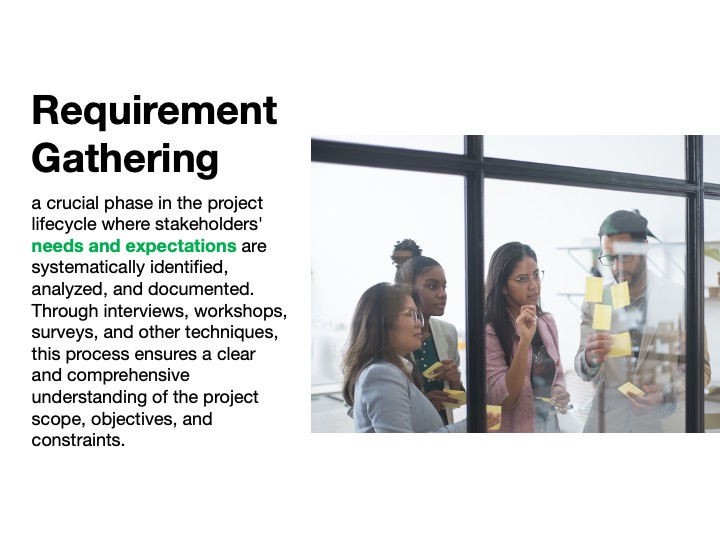 Requirement
Gathering
a crucial phase in the project
lifecycle where stakeholders'
needs and expectations are
systematically identified,
analyzed, and documented.
Through interviews, workshops,
surveys, and other techniques,
this process ensures a clear
and comprehensive
understanding of the project
scope, objectives, and
constraints.